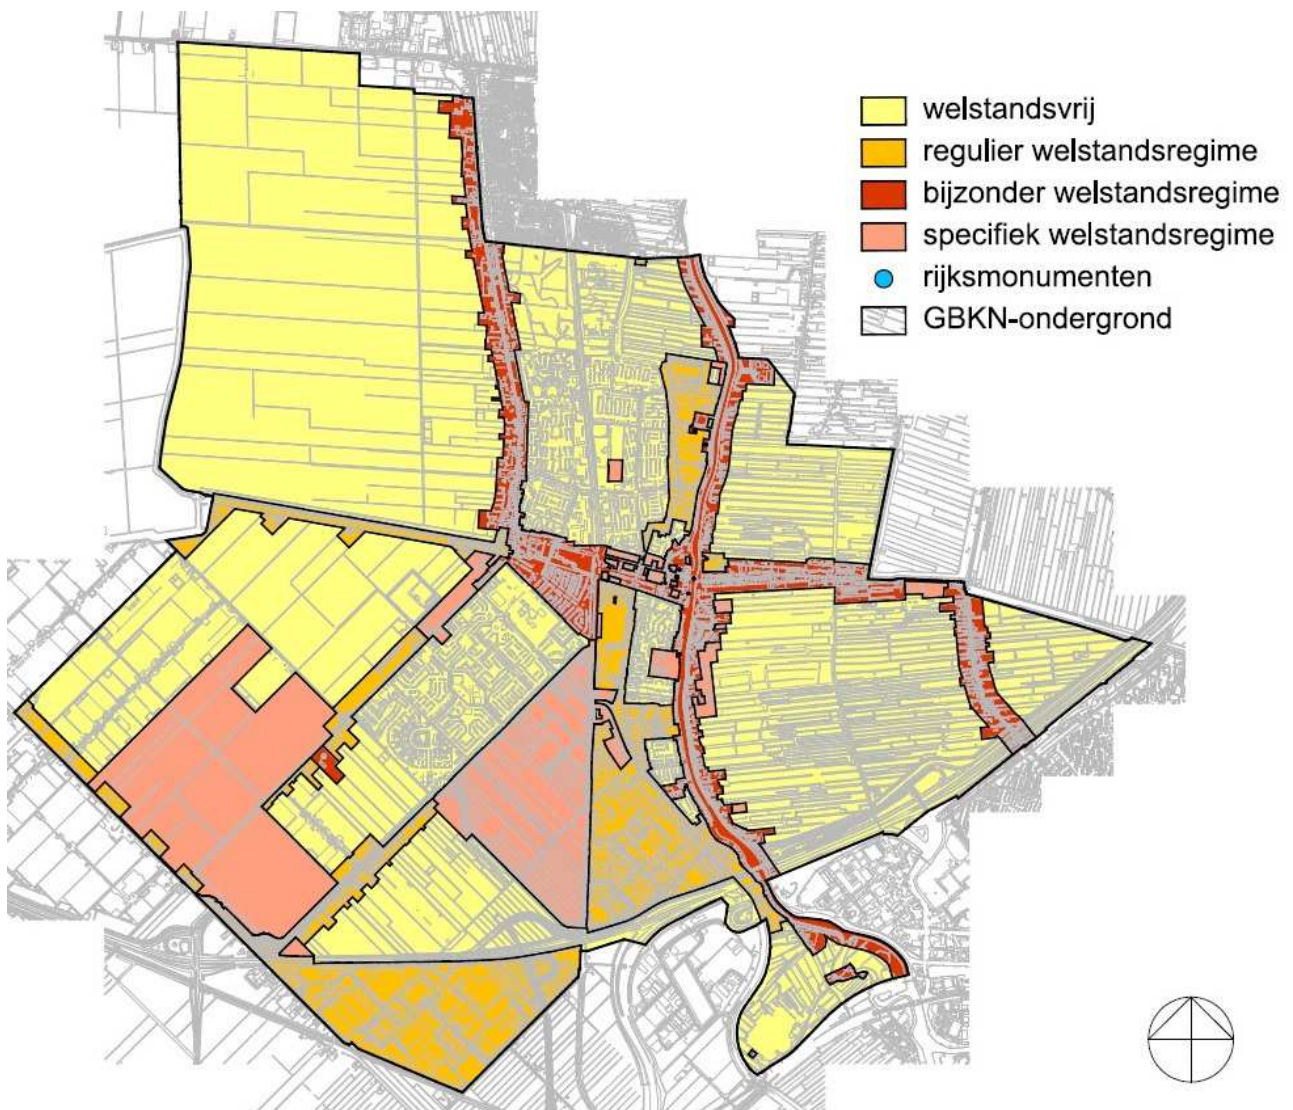 welstandsvrij
regulier welstandsregime
bijzonder welstandsregime
specifiek welstandsregime
rijksmonumenten
GBKN-ondergrond